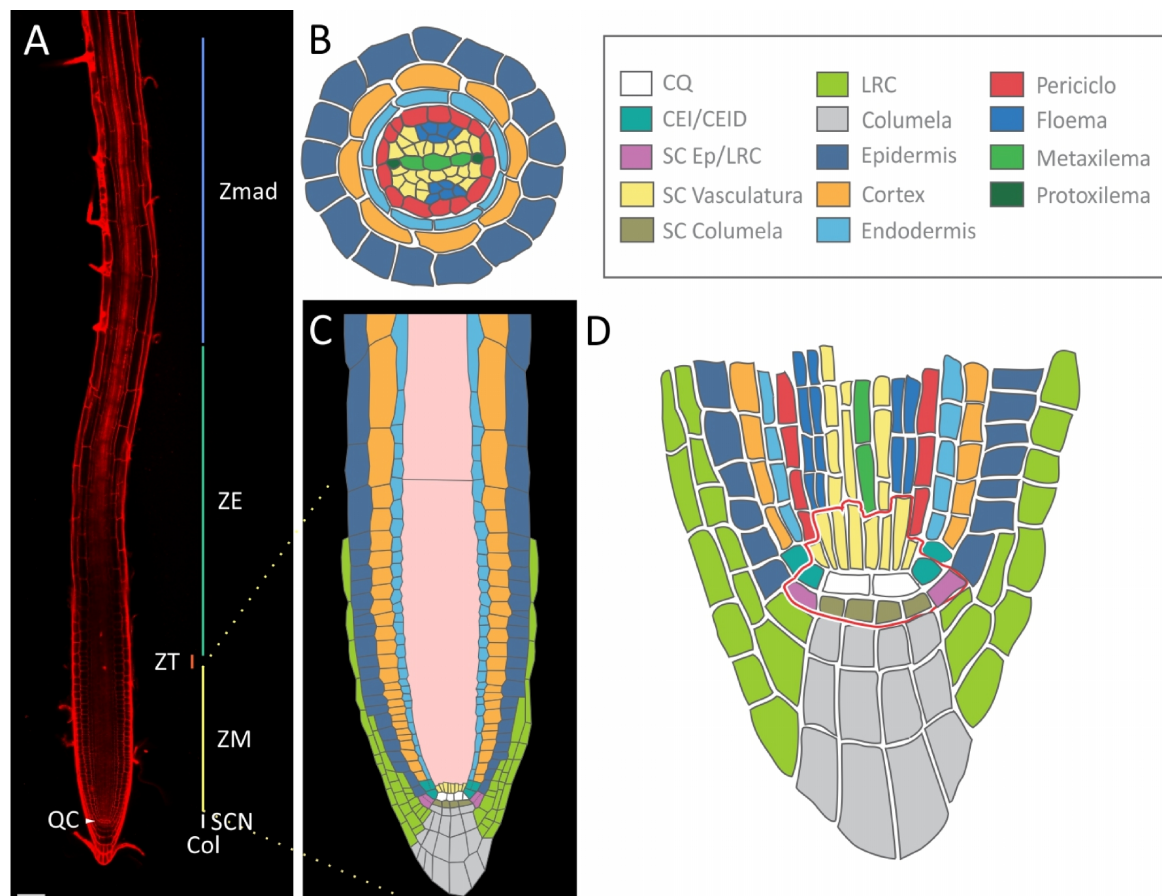 A
Zmad
ZE
ZT
ZM
QC
SCN
Col
B
CQ
CEI/CEID
SC Ep/LRC
SC Vasculatura
SC Columela
LRC
Columela
Epidermis
Cortex
Endodermis
Periciclo
Floema
Metaxilema
Protoxilema
C
D